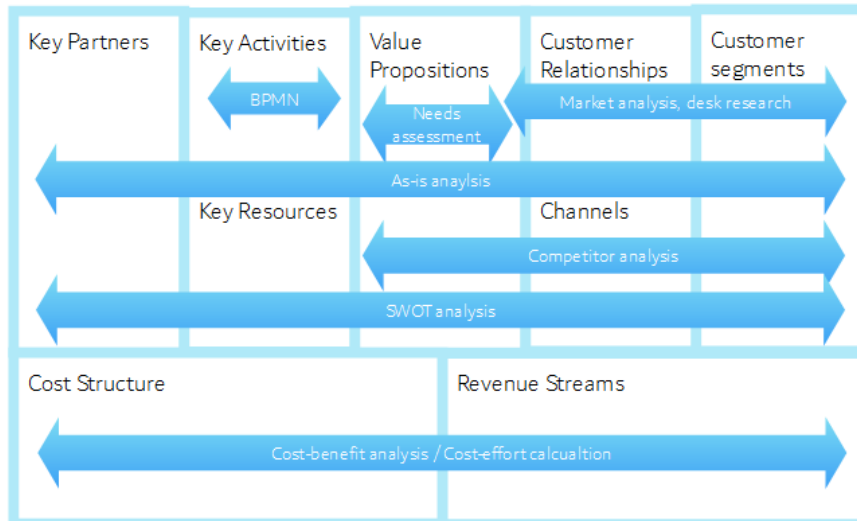 Key Partners
Key Activities
Value
Propositions
Customer
Relationships
Customer
segments
BPMN
Needs
assessment
Market analysis, desk research
As-is anaylsis
Key Resources
Channels
Competitor analysis
SWOT analysis
Cost Structure
Revenue Streams
Cost-benefit analysis / Cost-effort calcualtion